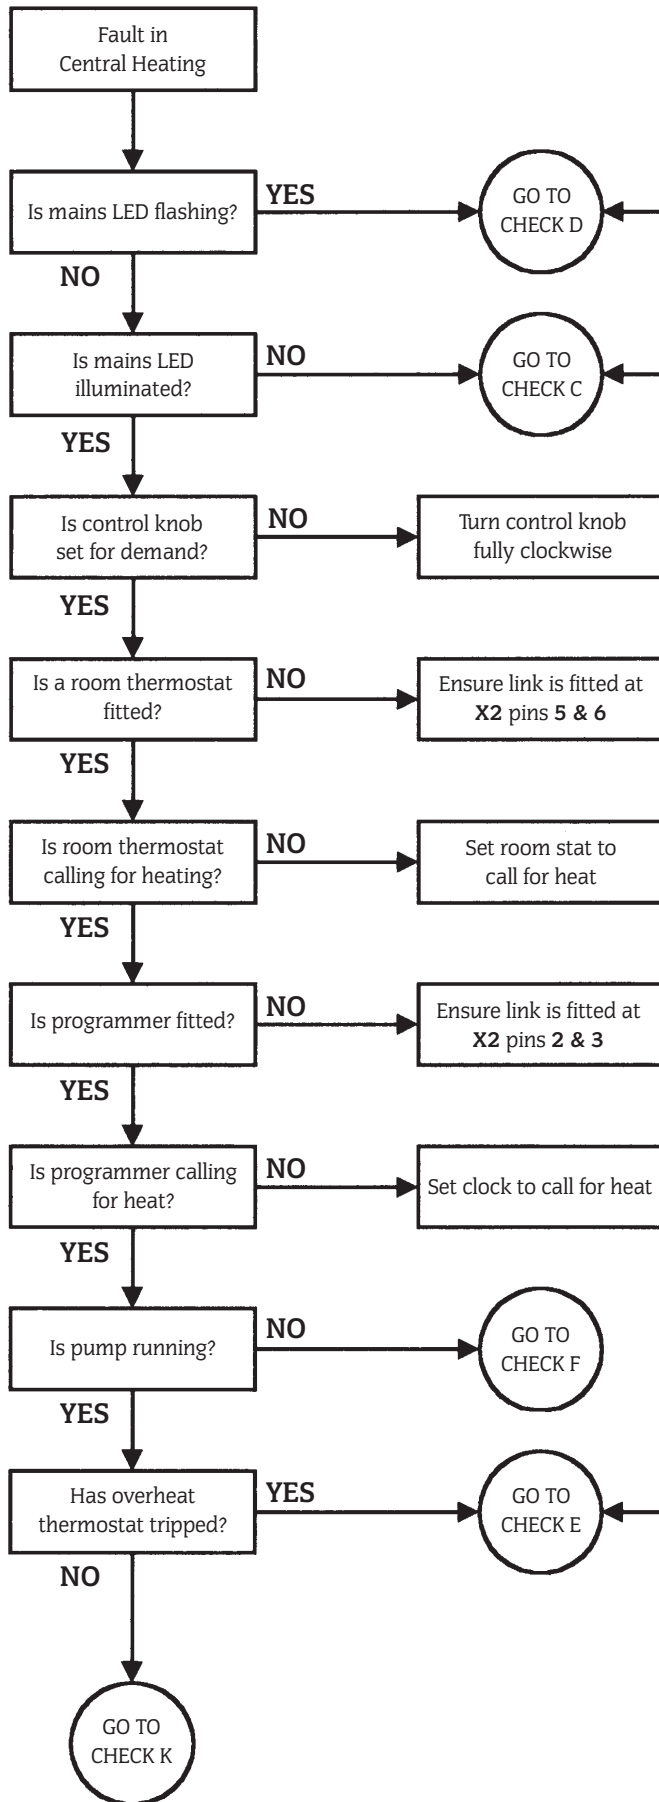 Fault in
Central Heating
Is mains LED flashing?
YES
GO TO
CHECK D
NO
Is mains LED
illuminated?
NO
GO TO
CHECK C
YES
Is control knob
set for demand?
NO
Turn control knob
fully clockwise
YES
Is a room thermostat
fitted?
NO
Ensure link is fitted at
X2 pins 5 & 6
YES
Is room thermostat
calling for heating?
NO
Set room stat to
call for heat
YES
Is programmer fitted?
NO
Ensure link is fitted at
X2 pins 2 & 3
YES
Is programmer calling
for heat?
NO
Set clock to call for heat
YES
Is pump running?
NO
GO TO
CHECK F
YES
Has overheat
thermostat tripped?
YES
GO TO
CHECK E
NO
GO TO
CHECK K